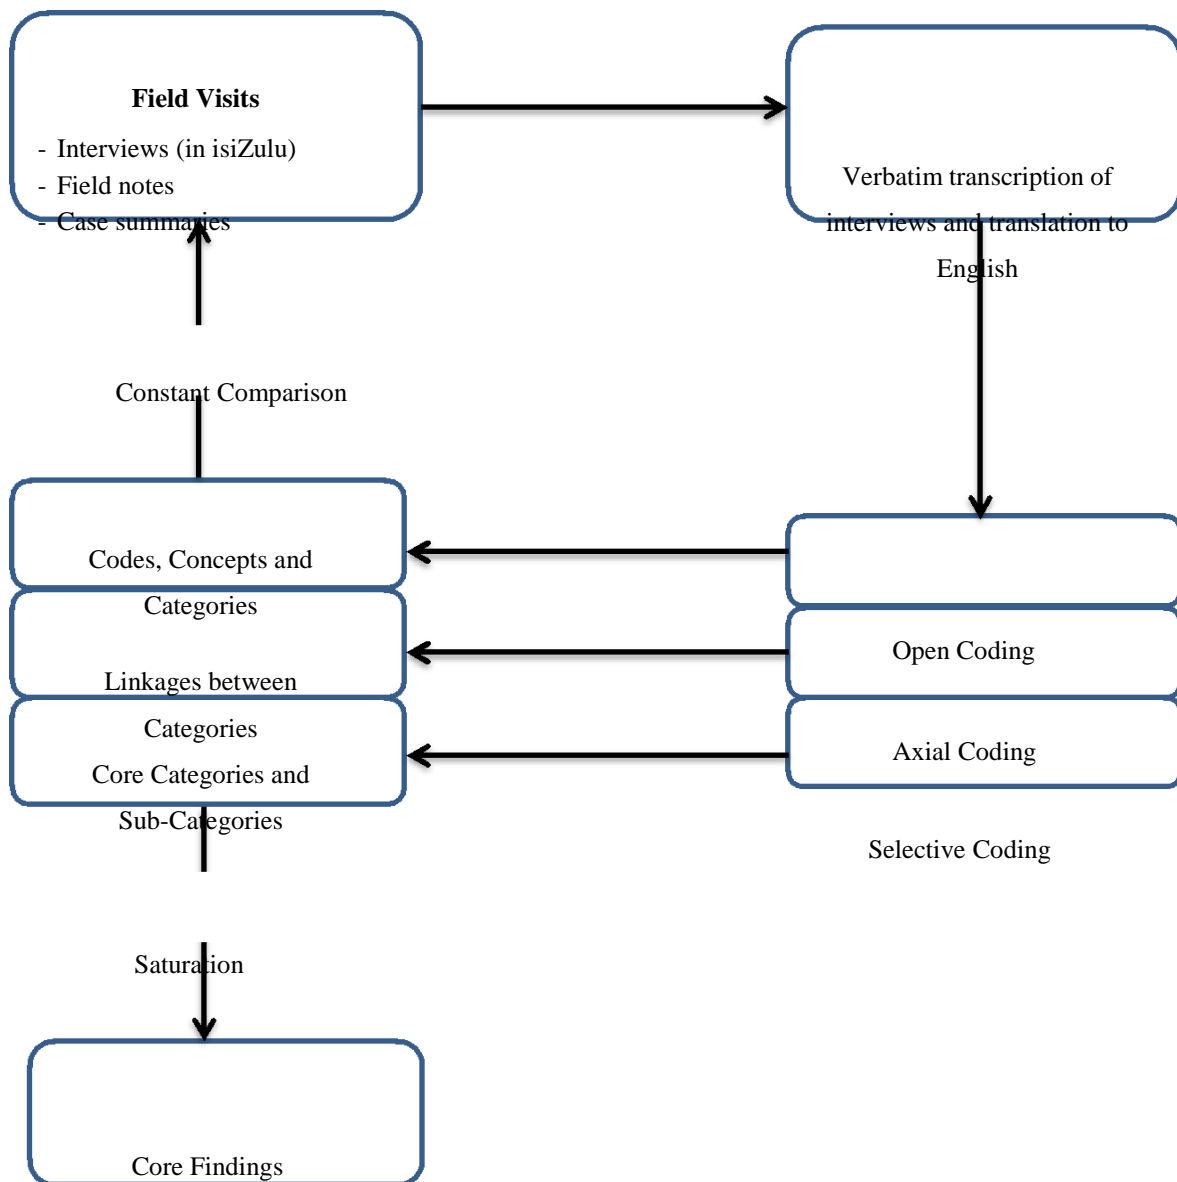 Field Visits
- Interviews (in isiZulu)
- Field notes
- Case summaries
Verbatim transcription of
interviews and translation to
English
Constant Comparison
Codes, Concepts and
Categories
Linkages between
Categories
Core Categories and
Sub-Categories
Open Coding
Axial Coding
Selective Coding
Saturation
Core Findings